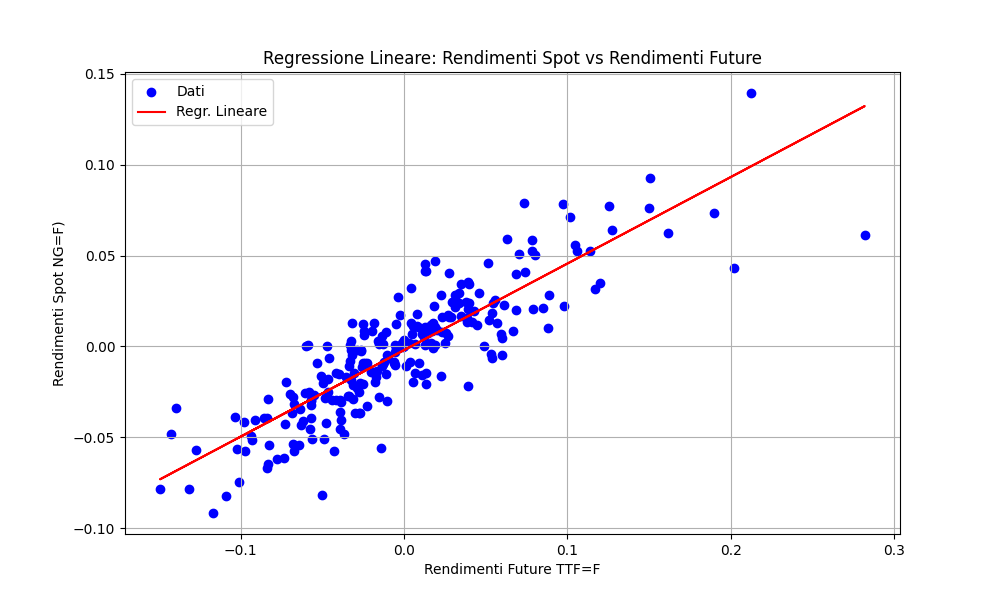 Regressione Lineare: Rendimenti Spot vs Rendimenti Future
Dati
Regr. Lineare
0.15
0.10
0.05
0.00
−0.05
−0.10
Rendimenti Spot NG=F)
−0.1
0.0
0.1
0.2
0.3
Rendimenti Future TTF=F